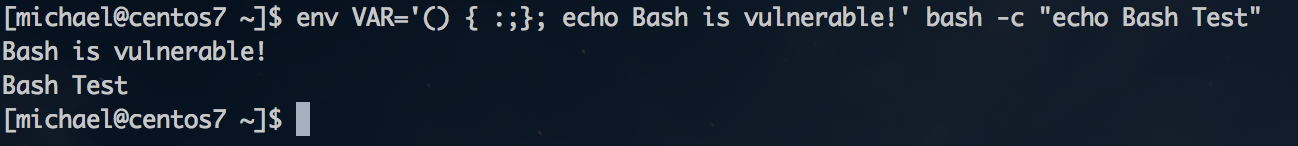 [michael@centos7 ~]$ env VAR='() { :;}; echo Bash is vulnerable!' bash -c "echo Bash Test"
Bash is vulnerable!
Bash Test
[michael@centos7 ~]$